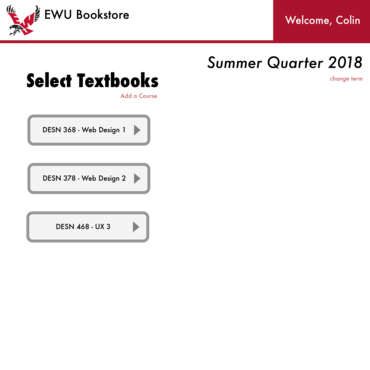 EWU Bookstore
Welcome, Colin
Summer Quarter 2018
change term
Select Textbooks
Add a Course
DESN 368 - Web Design 1
DESN 378 - Web Design 2
DESN 468 - UX 3